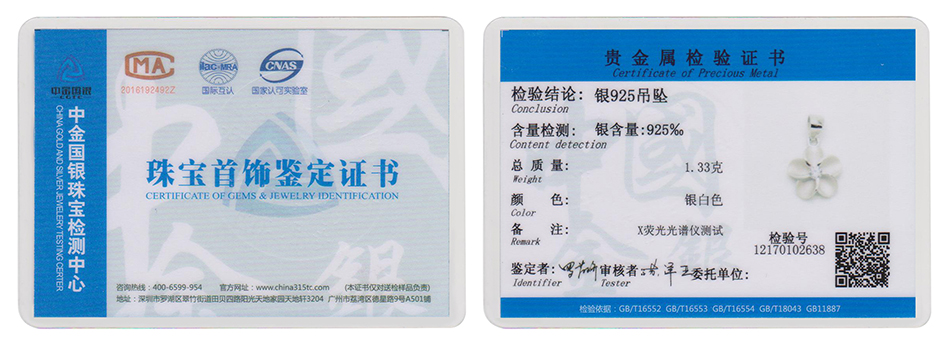 中金国银
CGTC
中金国银珠宝检测中心
CHINA GOLD AND SILVER JEWELERY TESTING CERTER
CMA
2016192492Z
ilac-MRA
国际互认
CNAS
国家认可实验室
珠宝首饰鉴定证书
CERTIFICATE OF GEMS & JEWELRY IDENTIFICATION
咨询热线：400-6599-954 官方网址：www.china315tc.com （本证书仅对送检样品负责）
地址：深圳市罗湖区翠竹街道田贝四路阳光天地家园天地轩3204 广州市荔湾区德星路9号A501铺
贵金属检验证书
Certificate of Precious Metal
检验结论：银925吊坠
Conclusion
含量检测：银含量:925‰
Content detection
总质量：1.33克
Weight
颜色：银白色
Color
备注：X荧光光谱仪测试
Remark
检验号
12170102638
鉴定者: 审核者: 委托单位:
Identifier Tester
检验依据：GB/T16552 GB/T16553 GB/T16554 GB/T18043 GB11887